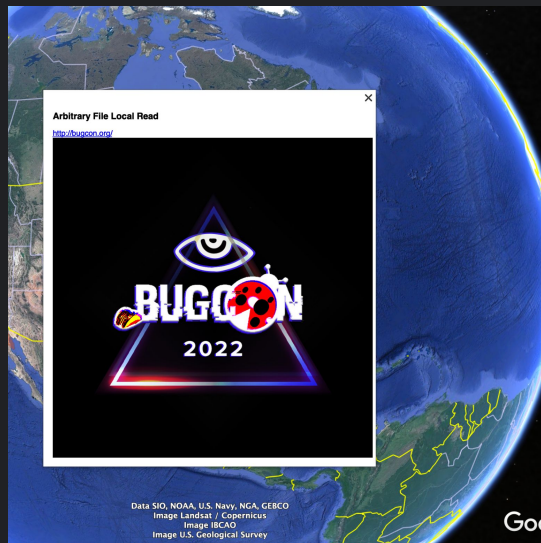 Arbitrary File Local Read
http://bugcon.org/
BUGCON
2022
Data SIO, NOAA, U.S. Navy, NGA, GEBCO
Image Landsat / Copernicus
Image IBCAO
Image U.S. Geological Survey
Goo